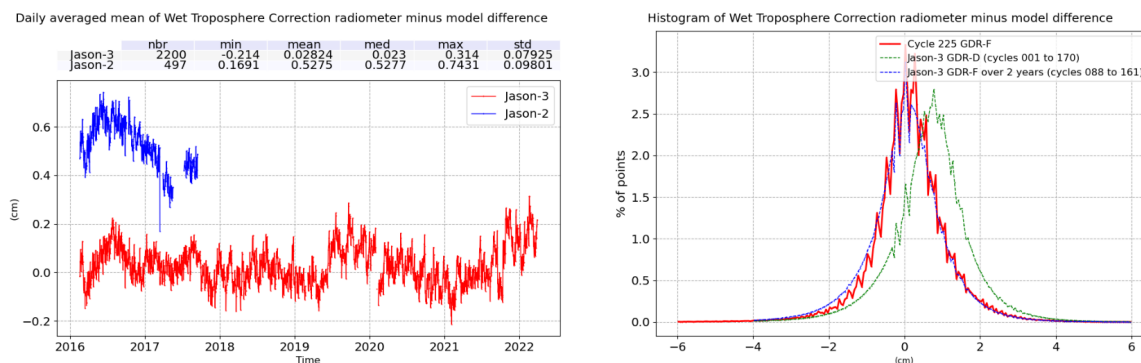 Daily averaged mean of Wet Troposphere Correction radiometer minus model difference
nbr min mean med max std
Jason-3 2200 -0.214 0.02824 0.023 0.314 0.07925
Jason-2 497 0.1691 0.5275 0.5277 0.7431 0.09801
Jason-3
Jason-2
(cm)
0.6
0.4
0.2
0.0
−0.2
2016 2017 2018 2019 2020 2021 2022
Time
Histogram of Wet Troposphere Correction radiometer minus model difference
Cycle 225 GDR-F
Jason-3 GDR-D (cycles 001 to 170)
Jason-3 GDR-F over 2 years (cycles 088 to 161)
% of points
3.0
2.5
2.0
1.5
1.0
0.5
0.0
−6 −4 −2 0 2 4 6
(cm)